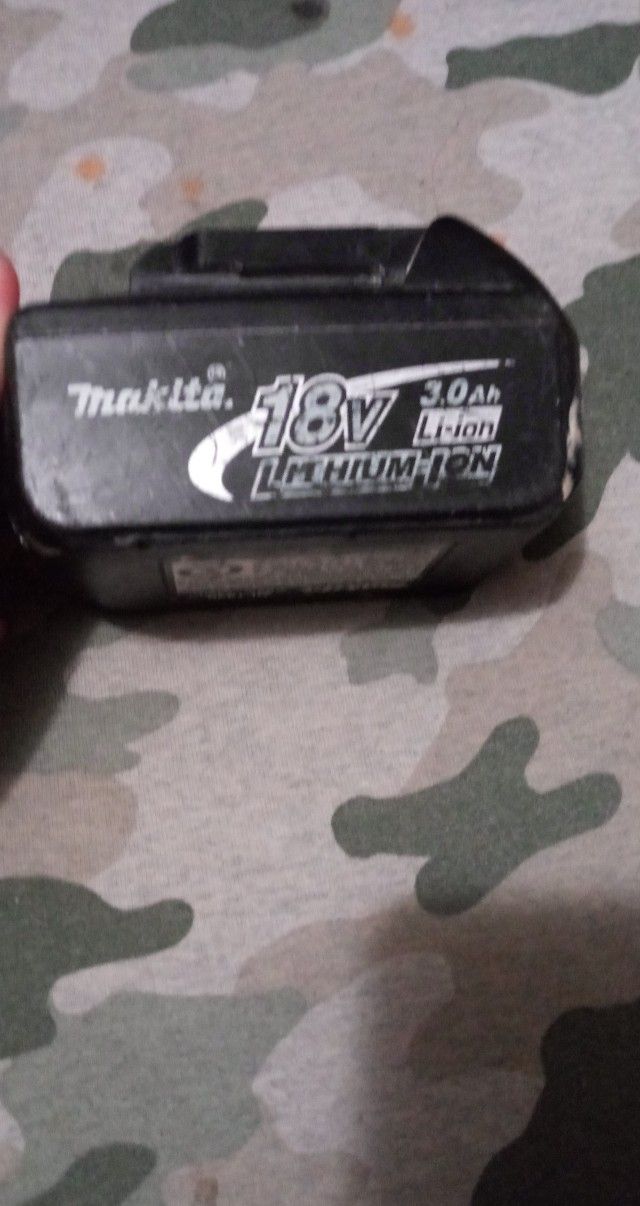 makita.
18V
3.0Ah
Li-ion
LITHIUM-ION